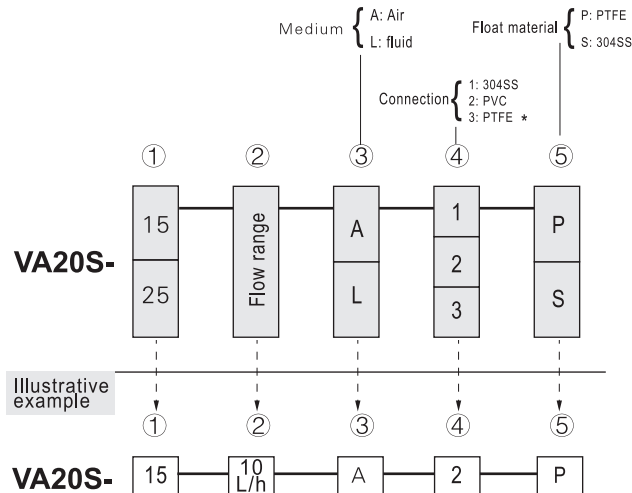 Medium { A: Air
L: fluid
Float material { P: PTFE
S: 304SS
Connection { 1: 304SS
2: PVC
3: PTFE *
① ② ③ ④ ⑤
VA20S-
15
25
Flow range
A
L
1
2
3
P
S
Illustrative
example
① ② ③ ④ ⑤
VA20S- 15 10 L/h A 2 P